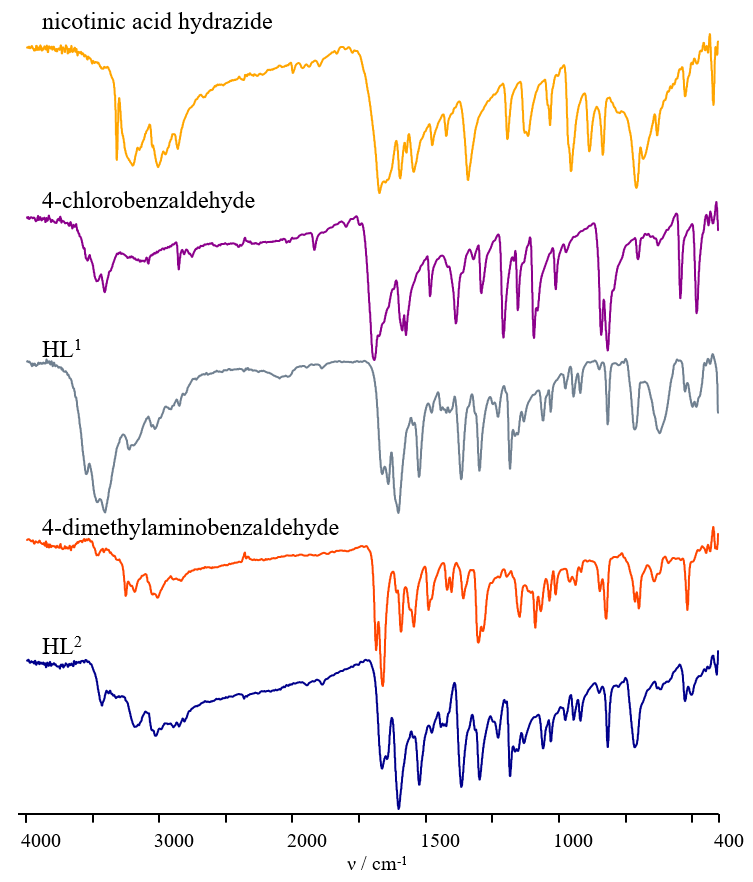 nicotinic acid hydrazide
4-chlorobenzaldehyde
HL¹
4-dimethylaminobenzaldehyde
HL²
4000 3000 2000 1500 1000 400
ν / cm⁻¹